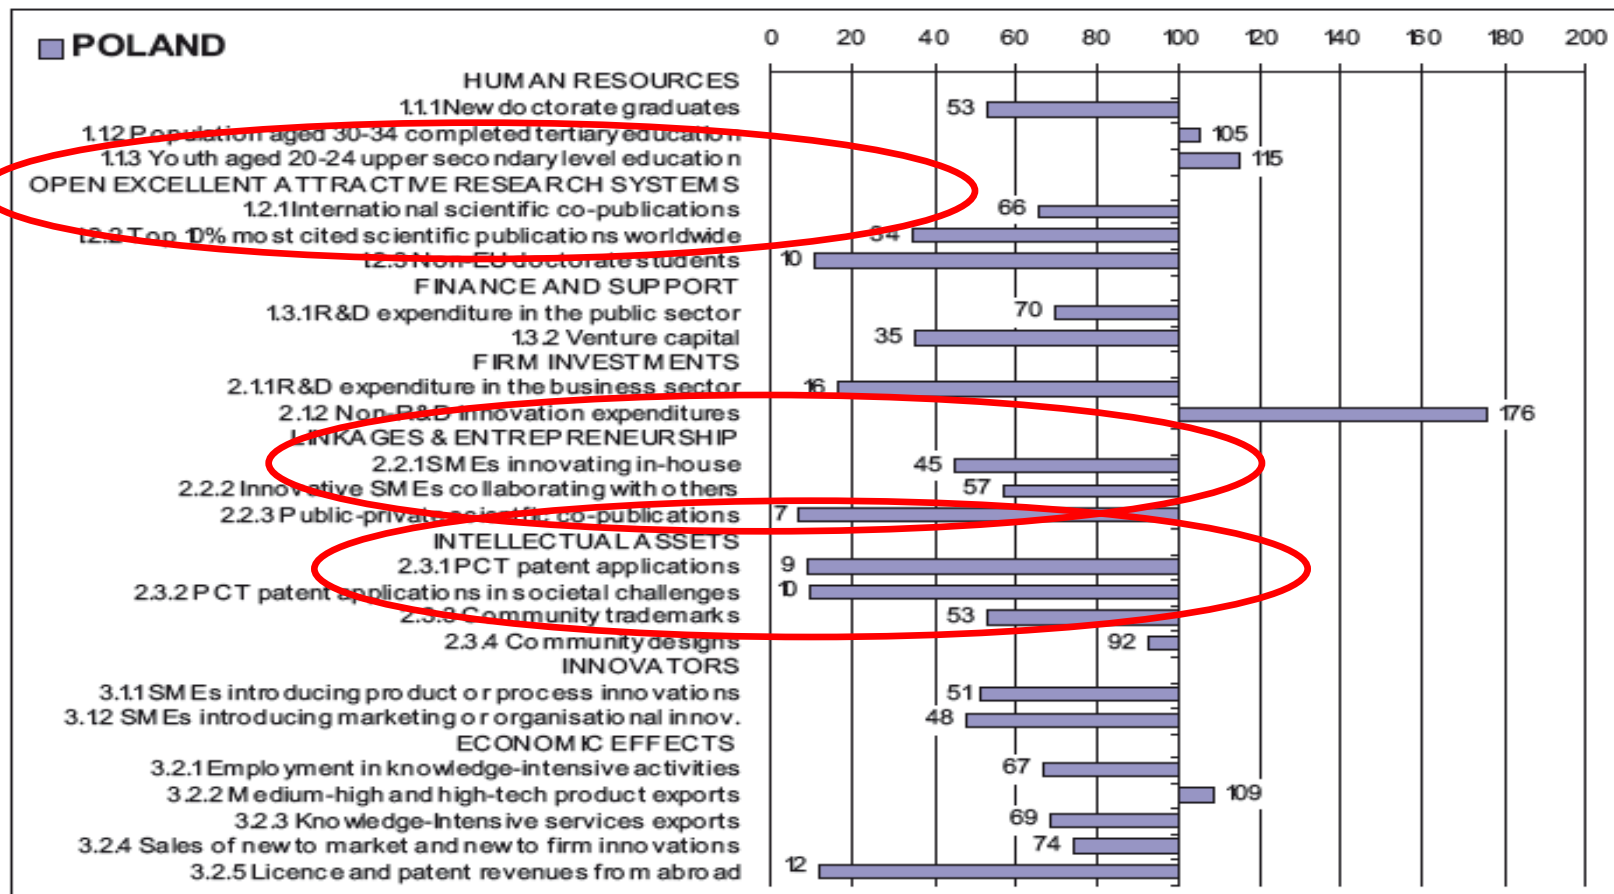 POLAND
0 20 40 60 80 100 120 140 160 180 200
HUMAN RESOURCES
1.1.1 New doctorate graduates 53
1.1.2 Population aged 30-34 completed tertiary education 105
1.1.3 Youth aged 20-24 upper secondary level education 115
OPEN EXCELLENT ATTRACTIVE RESEARCH SYSTEMS
1.2.1 International scientific co-publications 66
1.2.2 Top 10% most cited scientific publications worldwide 34
1.2.3 Non-EU doctorate students 10
FINANCE AND SUPPORT
1.3.1 R&D expenditure in the public sector 70
1.3.2 Venture capital 35
FIRM INVESTMENTS
2.1.1 R&D expenditure in the business sector 16
2.1.2 Non-R&D innovation expenditures 176
LINKAGES & ENTREPRENEURSHIP
2.2.1 SMEs innovating in-house 45
2.2.2 Innovative SMEs collaborating with others 57
2.2.3 Public-private scientific co-publications 7
INTELLECTUAL ASSETS
2.3.1 PCT patent applications 9
2.3.2 PCT patent applications in societal challenges 10
2.3.3 Community trademarks 53
2.3.4 Community designs 92
INNOVATORS
3.1.1 SMEs introducing product or process innovations 51
3.1.2 SMEs introducing marketing or organisational innov. 48
ECONOMIC EFFECTS
3.2.1 Employment in knowledge-intensive activities 67
3.2.2 Medium-high and high-tech product exports 109
3.2.3 Knowledge-Intensive services exports 69
3.2.4 Sales of new to market and new to firm innovations 74
3.2.5 Licence and patent revenues from abroad 12